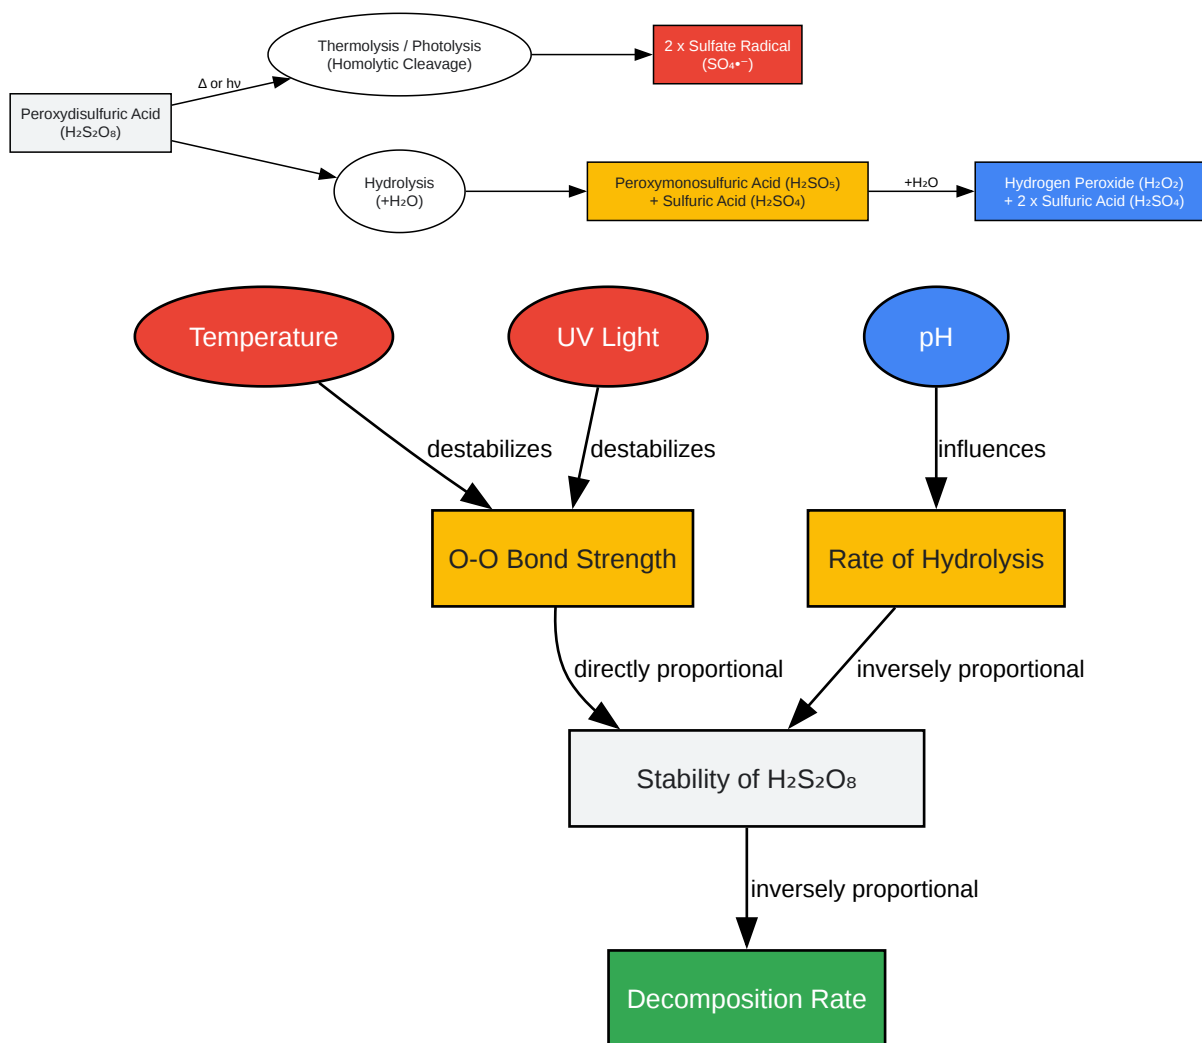 Thermolysis / Photolysis
(Homolytic Cleavage)
2 x Sulfate Radical
(SO₄•⁻)
Δ or hν
Peroxydisulfuric Acid
(H₂S₂O₈)
Hydrolysis
(+H₂O)
Peroxymonosulfuric Acid (H₂SO₅)
+ Sulfuric Acid (H₂SO₄)
+H₂O
Hydrogen Peroxide (H₂O₂)
+ 2 x Sulfuric Acid (H₂SO₄)
Temperature
UV Light
pH
destabilizes
destabilizes
influences
O-O Bond Strength
Rate of Hydrolysis
directly proportional
inversely proportional
Stability of H₂S₂O₈
inversely proportional
Decomposition Rate